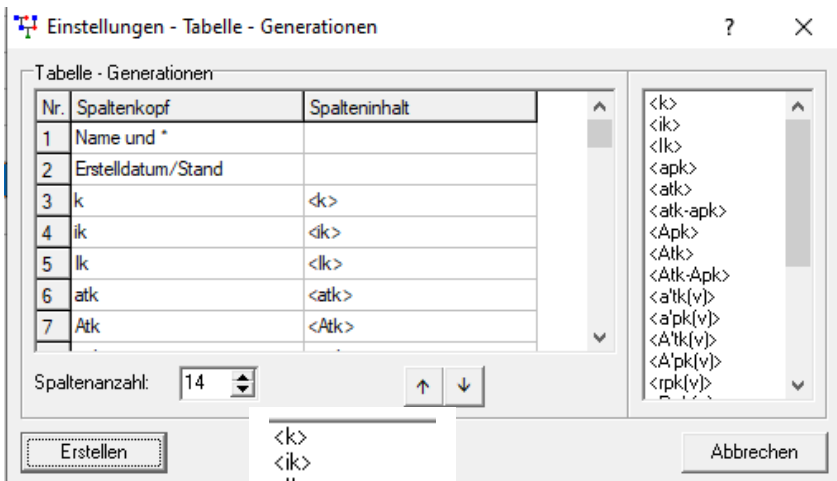 Einstellungen - Tabelle - Generationen ?
Tabelle - Generationen
Nr. Spaltenkopf Spalteninhalt
1 Name und *
2 Erstelldatum/Stand
3 k <k>
4 ik <ik>
5 lk <lk>
6 atk <atk>
7 Atk <Atk>
Spaltenanzahl: 14
<k>
<ik>
<lk>
<apk>
<atk>
<atk-apk>
<Apk>
<Atk>
<Atk-Apk>
<a'tk(v)>
<a'pk(v)>
<A'tk(v)>
<A'pk(v)>
<rpk(v)>
Erstellen
<k>
<ik>
Abbrechen